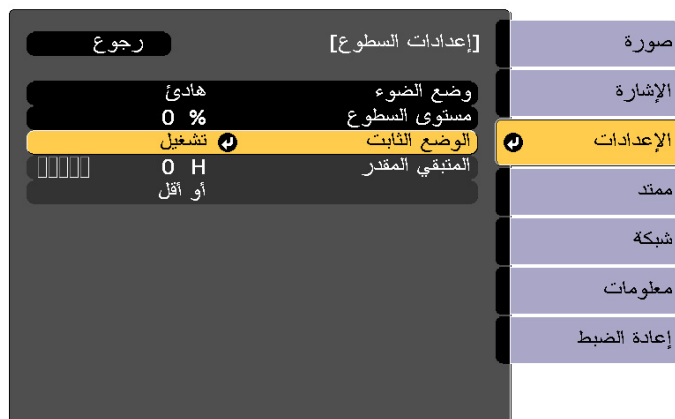 صورة
الإشارة
الإعدادات
ممتد
شبكة
معلومات
إعادة الضبط
[إعدادات السطوع] رجوع
وضع الضوء هادئ
مستوى السطوع 0 %
الوضع الثابت تشغيل
المتبقي المقدر 0 H
أو أقل